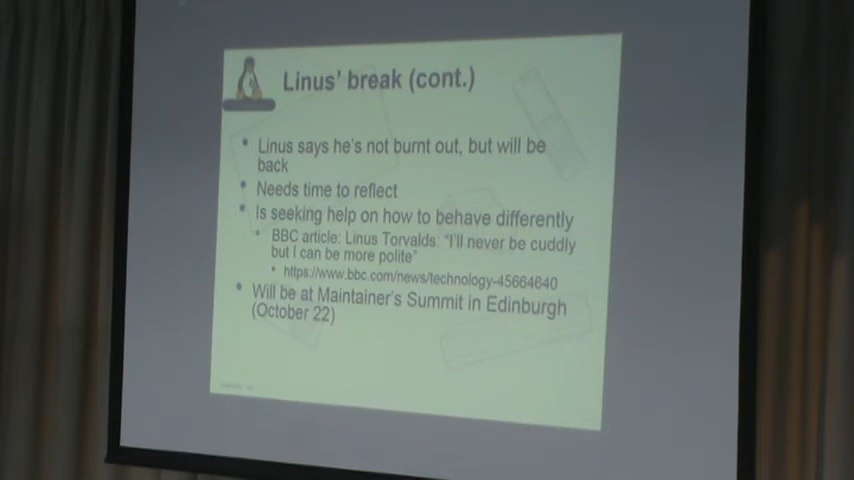 Linus' break (cont.)
• Linus says he's not burnt out, but will be
back
• Needs time to reflect
• Is seeking help on how to behave differently
• BBC article: Linus Torvalds: "I'll never be cuddly
but I can be more polite"
• https://www.bbc.com/news/technology-45664640
• Will be at Maintainer's Summit in Edinburgh
(October 22)